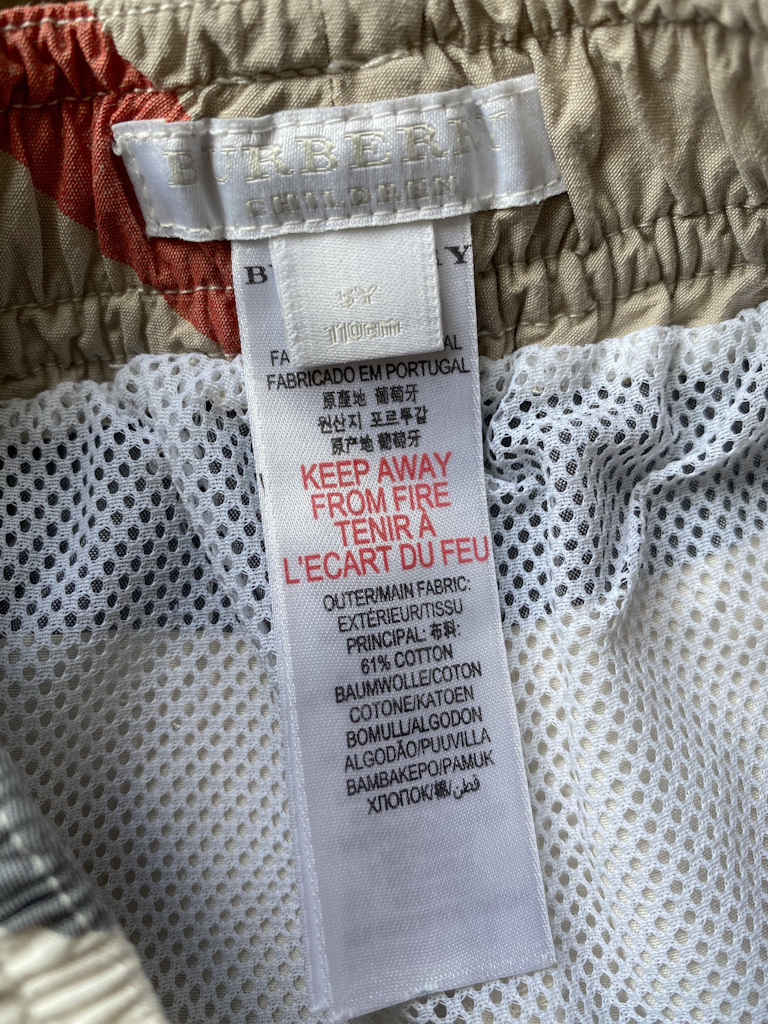 BURBERRY
CHILDREN
5Y
110cm
FABRICADO EM PORTUGAL
原產地 葡萄牙
원산지 포르투갈
原产地 葡萄牙
KEEP AWAY
FROM FIRE
TENIR À
L'ECART DU FEU
OUTER/MAIN FABRIC:
EXTÉRIEUR/TISSU
PRINCIPAL: 布料:
61% COTTON
BAUMWOLLE/COTON
COTONE/KATOEN
BOMULL/ALGODON
ALGODÃO/PUUVILLA
BAMBAKEPO/PAMUK
ХЛОПОК/棉/قطن